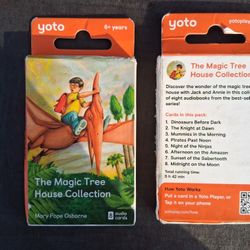 yoto
6+ years
The Magic Tree
House Collection
Mary Pope Osborne
8 audio
cards
yoto
yotoplay
The Magic Tree
House Collection
Discover the wonder of the magic tree
house with Jack and Annie in this collection
of eight audiobooks from the best-selling
series!
Cards in this pack:
1. Dinosaurs Before Dark
2. The Knight at Dawn
3. Mummies in the Morning
4. Pirates Past Noon
5. Night of the Ninjas
6. Afternoon on the Amazon
7. Sunset of the Sabertooth
8. Midnight on the Moon
Total running time:
5 h 42 min
How Yoto Works
Put a card in a Yoto Player, or
Tap it on your phone